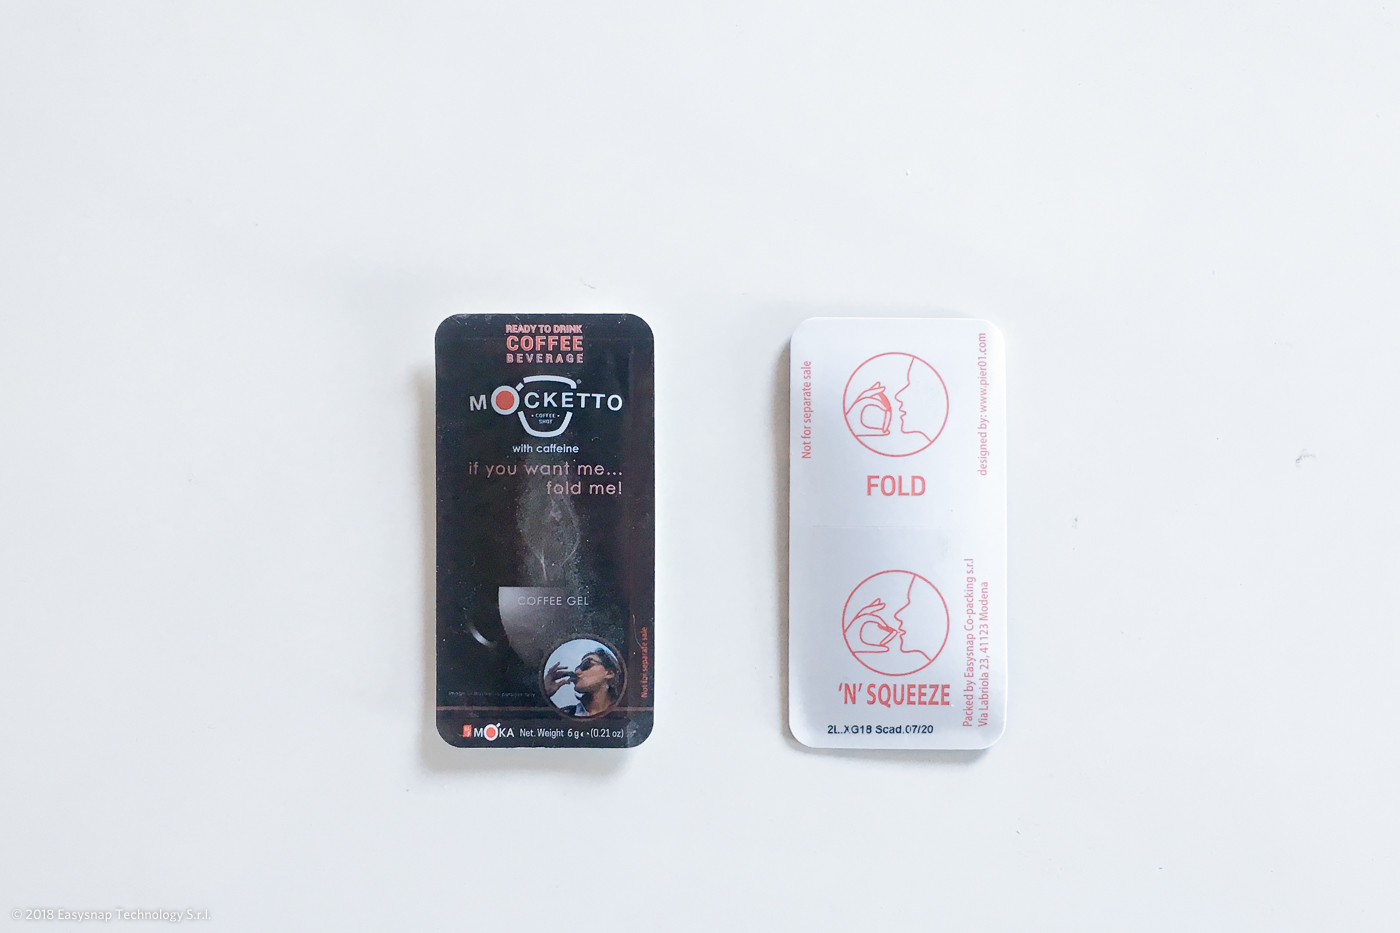 READY TO DRINK
COFFEE
BEVERAGE
MOCKETTO
®
• COFFEE •
SHOT
with caffeine
if you want me...
fold me!
COFFEE GEL
Not for separate sale
MOKA Net. Weight 6 g e • (0.21 oz)
Not for separate sale
designed by: www.pier01.com
FOLD
'N' SQUEEZE
Packed by Easysnap Co-packing s.r.l
Via Labriola 23, 41123 Modena
2L.XG18 Scad.07/20
© 2018 Easysnap Technology S.r.l.